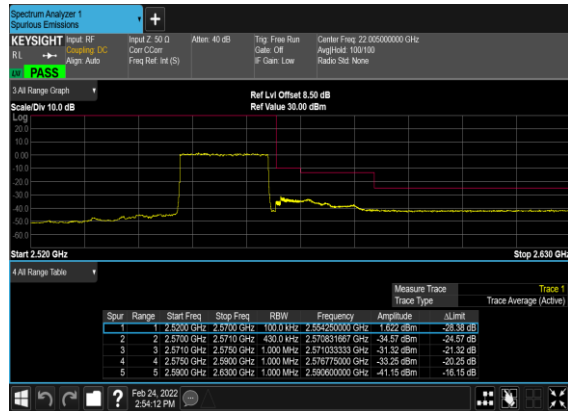 Spectrum Analyzer 1
Spurious Emissions
+
KEYSIGHT Input: RF Input Z: 50 Ω Atten: 40 dB Trig: Free Run Center Freq: 22.005000000 GHz
RL Coupling: DC Corr CCorr Gate: Off Avg|Hold: 100/100
Align: Auto Freq Ref: Int (S) IF Gain: Low Radio Std: None
PASS
3 All Range Graph
Ref Lvl Offset 8.50 dB
Scale/Div 10.0 dB Ref Value 30.00 dBm
Log
20.0
10.0
0.00
-10.0
-20.0
-30.0
-40.0
-50.0
-60.0
Start 2.520 GHz Stop 2.630 GHz
4 All Range Table
Measure Trace Trace 1
Trace Type Trace Average (Active)
Spur Range Start Freq Stop Freq RBW Frequency Amplitude ΔLimit
1 1 2.5200 GHz 2.5700 GHz 100.0 kHz 2.554250000 GHz 1.622 dBm -28.38 dB
2 2 2.5700 GHz 2.5710 GHz 430.0 kHz 2.570831667 GHz -34.57 dBm -24.57 dB
3 3 2.5710 GHz 2.5750 GHz 1.000 MHz 2.571033333 GHz -31.32 dBm -21.32 dB
4 4 2.5750 GHz 2.5900 GHz 1.000 MHz 2.576775000 GHz -33.25 dBm -20.25 dB
5 5 2.5900 GHz 2.6300 GHz 1.000 MHz 2.590600000 GHz -41.15 dBm -16.15 dB
? Feb 24, 2022
2:54:12 PM